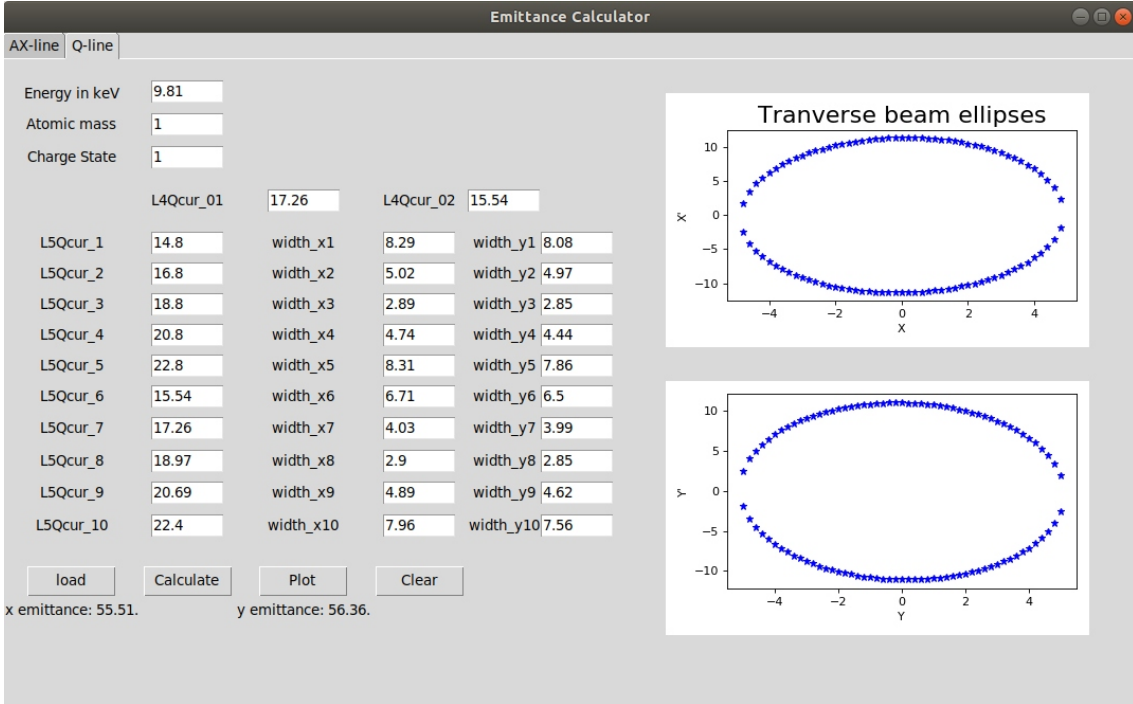 Emittance Calculator
AX-line Q-line
Energy in keV 9.81
Atomic mass 1
Charge State 1
L4Qcur_01 17.26 L4Qcur_02 15.54
L5Qcur_1 14.8 width_x1 8.29 width_y1 8.08
L5Qcur_2 16.8 width_x2 5.02 width_y2 4.97
L5Qcur_3 18.8 width_x3 2.89 width_y3 2.85
L5Qcur_4 20.8 width_x4 4.74 width_y4 4.44
L5Qcur_5 22.8 width_x5 8.31 width_y5 7.86
L5Qcur_6 15.54 width_x6 6.71 width_y6 6.5
L5Qcur_7 17.26 width_x7 4.03 width_y7 3.99
L5Qcur_8 18.97 width_x8 2.9 width_y8 2.85
L5Qcur_9 20.69 width_x9 4.89 width_y9 4.62
L5Qcur_10 22.4 width_x10 7.96 width_y10 7.56
load Calculate Plot Clear
x emittance: 55.51. y emittance: 56.36.
Tranverse beam ellipses
10
5
0
−5
−10
X'
−4 −2 0 2 4
X
10
5
0
−5
−10
Y'
−4 −2 0 2 4
Y